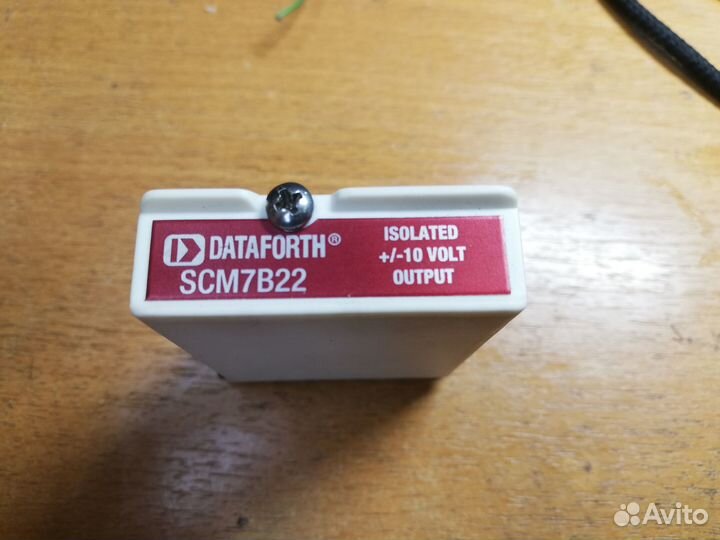 DATAFORTH®
SCM7B22
ISOLATED
+/-10 VOLT
OUTPUT
Avito